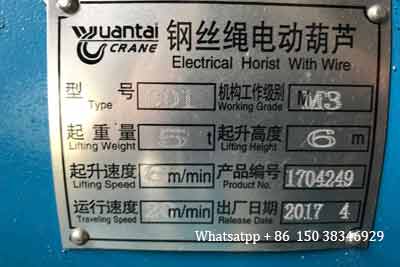 Yuantai
CRANE
钢丝绳电动葫芦
Electrical Horist With Wire
型 号 机构工作级别 M3
Type Working Grade
起重量 5 t 起升高度 6 m
Lifting Weight Lifting Height
起升速度 m/min 产品编号 1704249
Lifting Speed Product No.
运行速度 20 m/min 出厂日期 2017 4
Traveling Speed Release Date
Whatsatpp + 86 150 38346929